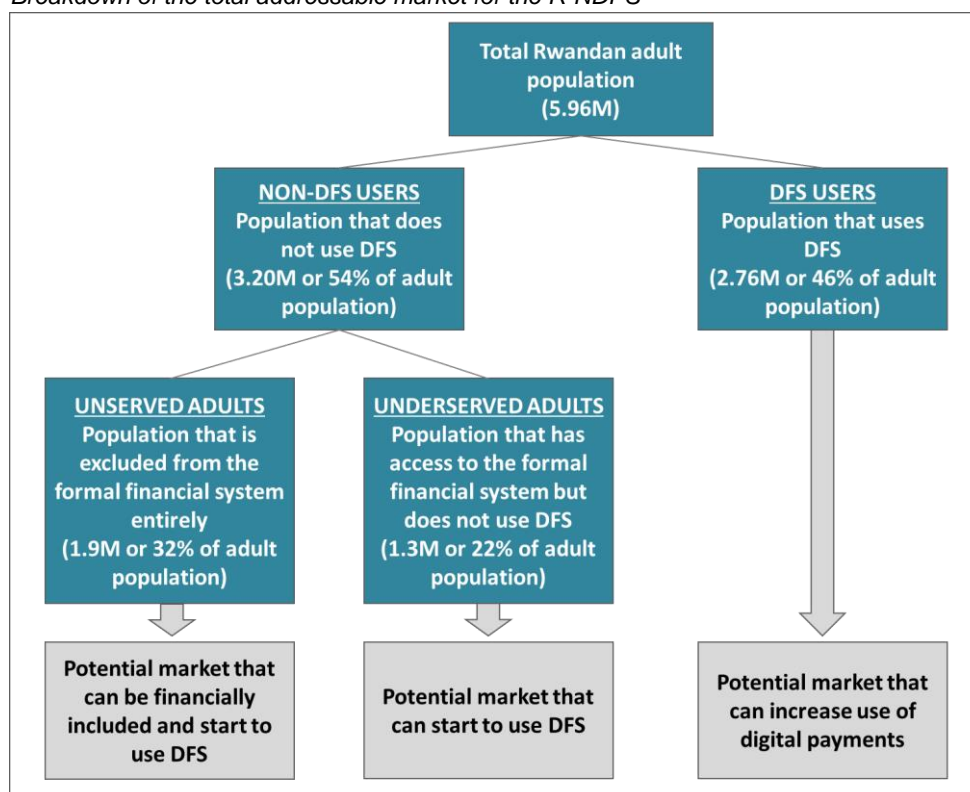 Breakdown of the total addressable market for the R-NDPS
Total Rwandan adult
population
(5.96M)
NON-DFS USERS
Population that does
not use DFS
(3.20M or 54% of adult
population)
DFS USERS
Population that uses
DFS
(2.76M or 46% of adult
population)
UNSERVED ADULTS
Population that is
excluded from the
formal financial system
entirely
(1.9M or 32% of adult
population)
UNDERSERVED ADULTS
Population that has
access to the formal
financial system but
does not use DFS
(1.3M or 22% of adult
population)
Potential market that
can be financially
included and start to
use DFS
Potential market that
can start to use DFS
Potential market that
can increase use of
digital payments